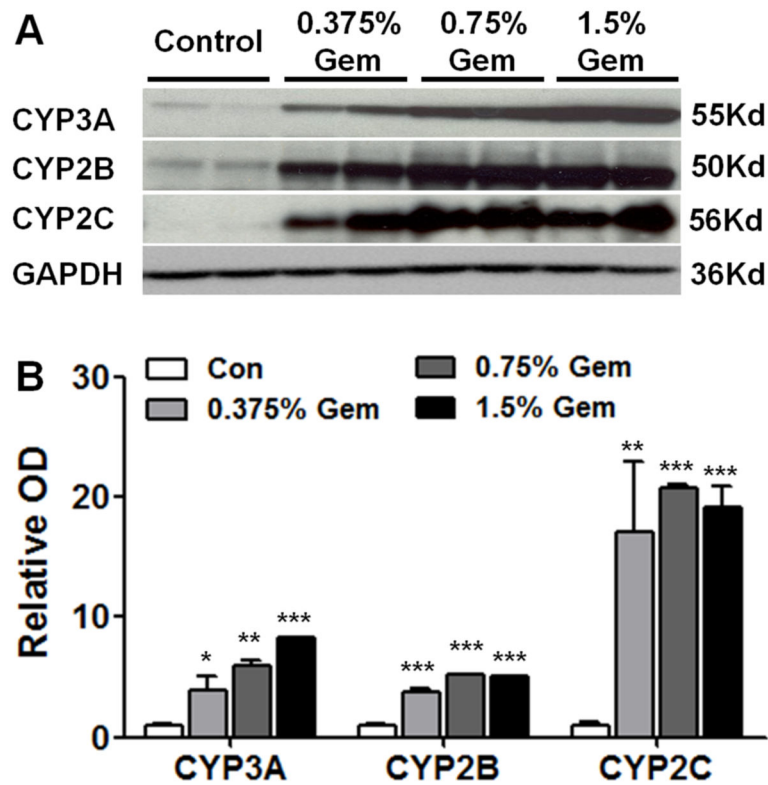 A
Control
0.375%
Gem
0.75%
Gem
1.5%
Gem
CYP3A
55Kd
CYP2B
50Kd
CYP2C
56Kd
GAPDH
36Kd
B
Con
0.75% Gem
0.375% Gem
1.5% Gem
Relative OD
30
20
10
0
*
**
***
***
***
***
**
***
***
CYP3A
CYP2B
CYP2C